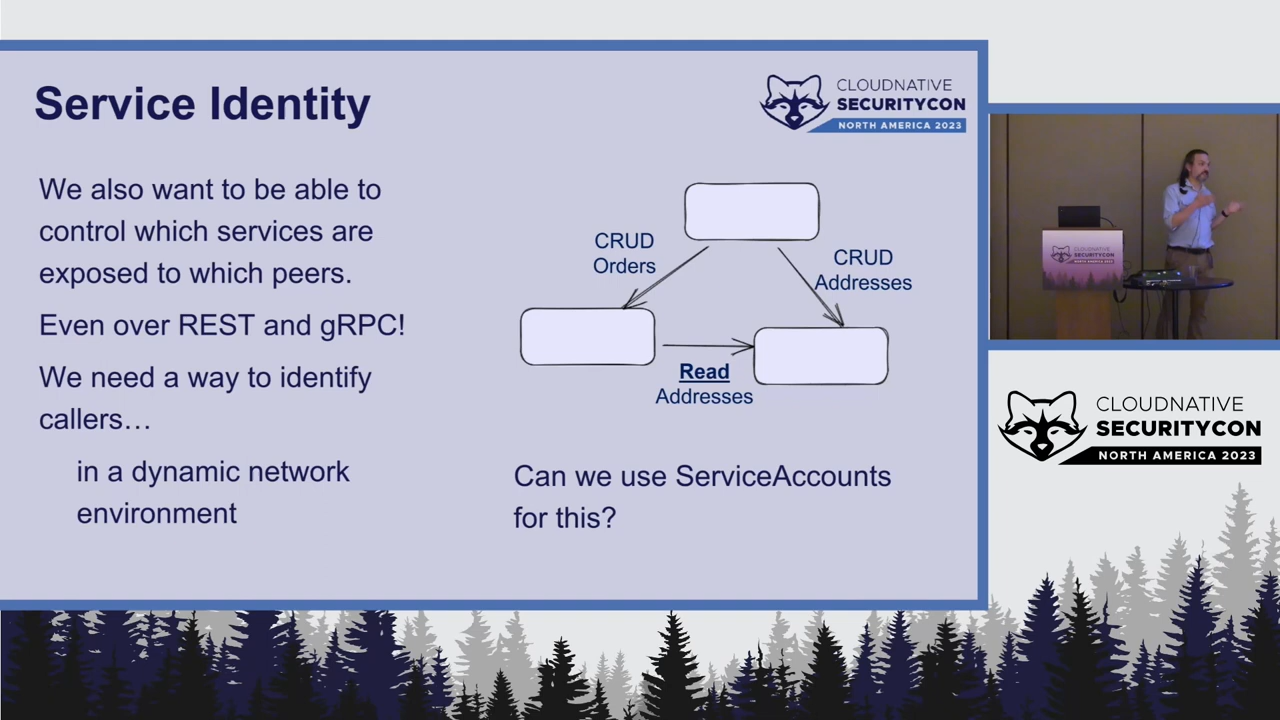 Service Identity
CLOUDNATIVE
SECURITYCON
NORTH AMERICA 2023
We also want to be able to
control which services are
exposed to which peers.
Even over REST and gRPC!
We need a way to identify
callers…
in a dynamic network
environment
CRUD
Orders
CRUD
Addresses
Read
Addresses
Can we use ServiceAccounts
for this?
CLOUDNATIVE
SECURITYCON
NORTH AMERICA 2023